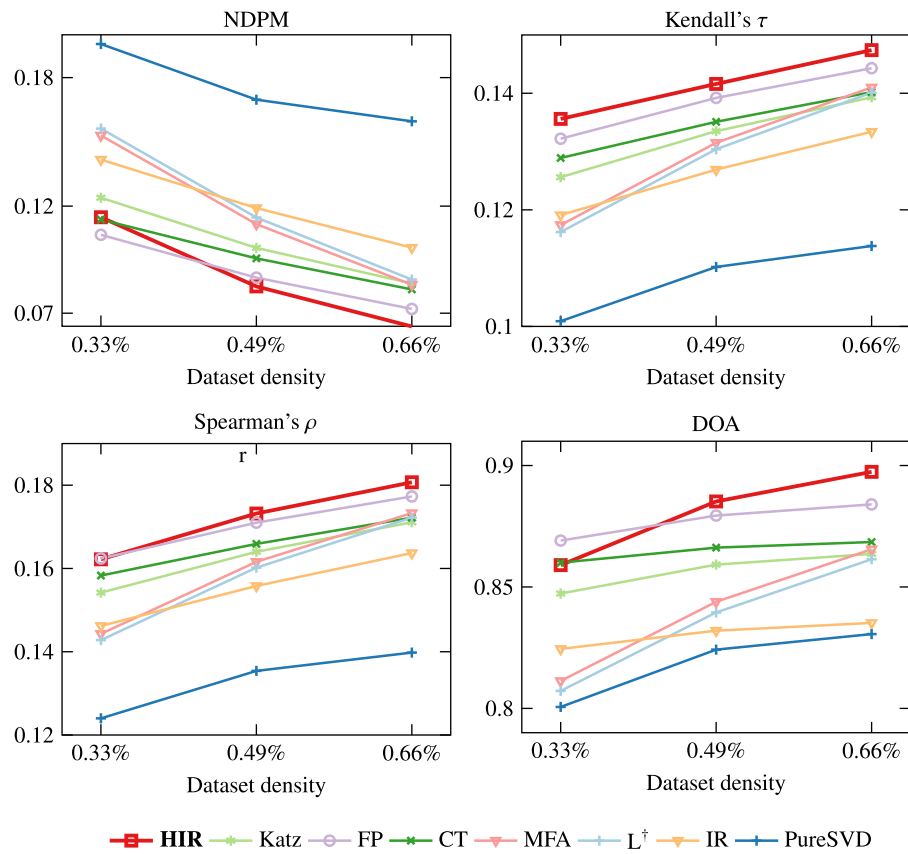 NDPM
0.18
0.12
0.07
0.33% 0.49% 0.66%
Dataset density
Kendall's τ
0.14
0.12
0.1
0.33% 0.49% 0.66%
Dataset density
Spearman's ρ
r
0.18
0.16
0.14
0.12
0.33% 0.49% 0.66%
Dataset density
DOA
0.9
0.85
0.8
0.33% 0.49% 0.66%
Dataset density
HIR Katz FP CT MFA L† IR PureSVD